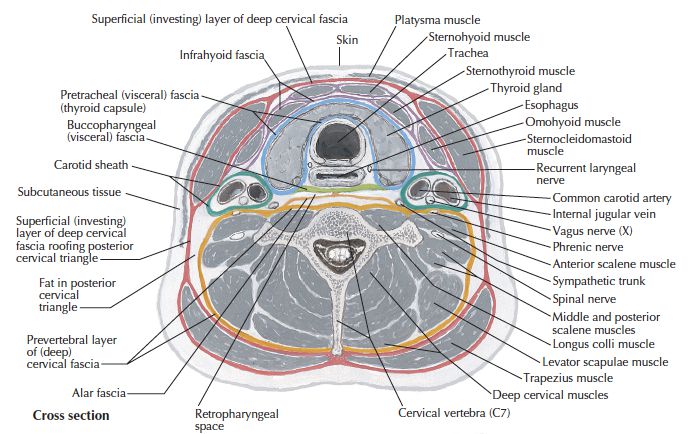 Superficial (investing) layer of deep cervical fascia
Platysma muscle
Skin
Sternohyoid muscle
Infrahyoid fascia
Trachea
Sternothyroid muscle
Pretracheal (visceral) fascia
(thyroid capsule)
Thyroid gland
Esophagus
Buccopharyngeal
(visceral) fascia
Omohyoid muscle
Sternocleidomastoid
muscle
Carotid sheath
Recurrent laryngeal
nerve
Subcutaneous tissue
Common carotid artery
Internal jugular vein
Superficial (investing)
layer of deep cervical
fascia roofing posterior
cervical triangle
Vagus nerve (X)
Phrenic nerve
Anterior scalene muscle
Sympathetic trunk
Fat in posterior
cervical
triangle
Spinal nerve
Middle and posterior
scalene muscles
Longus colli muscle
Prevertebral layer
of (deep)
cervical fascia
Levator scapulae muscle
Trapezius muscle
Alar fascia
Deep cervical muscles
Cross section
Retropharyngeal
space
Cervical vertebra (C7)